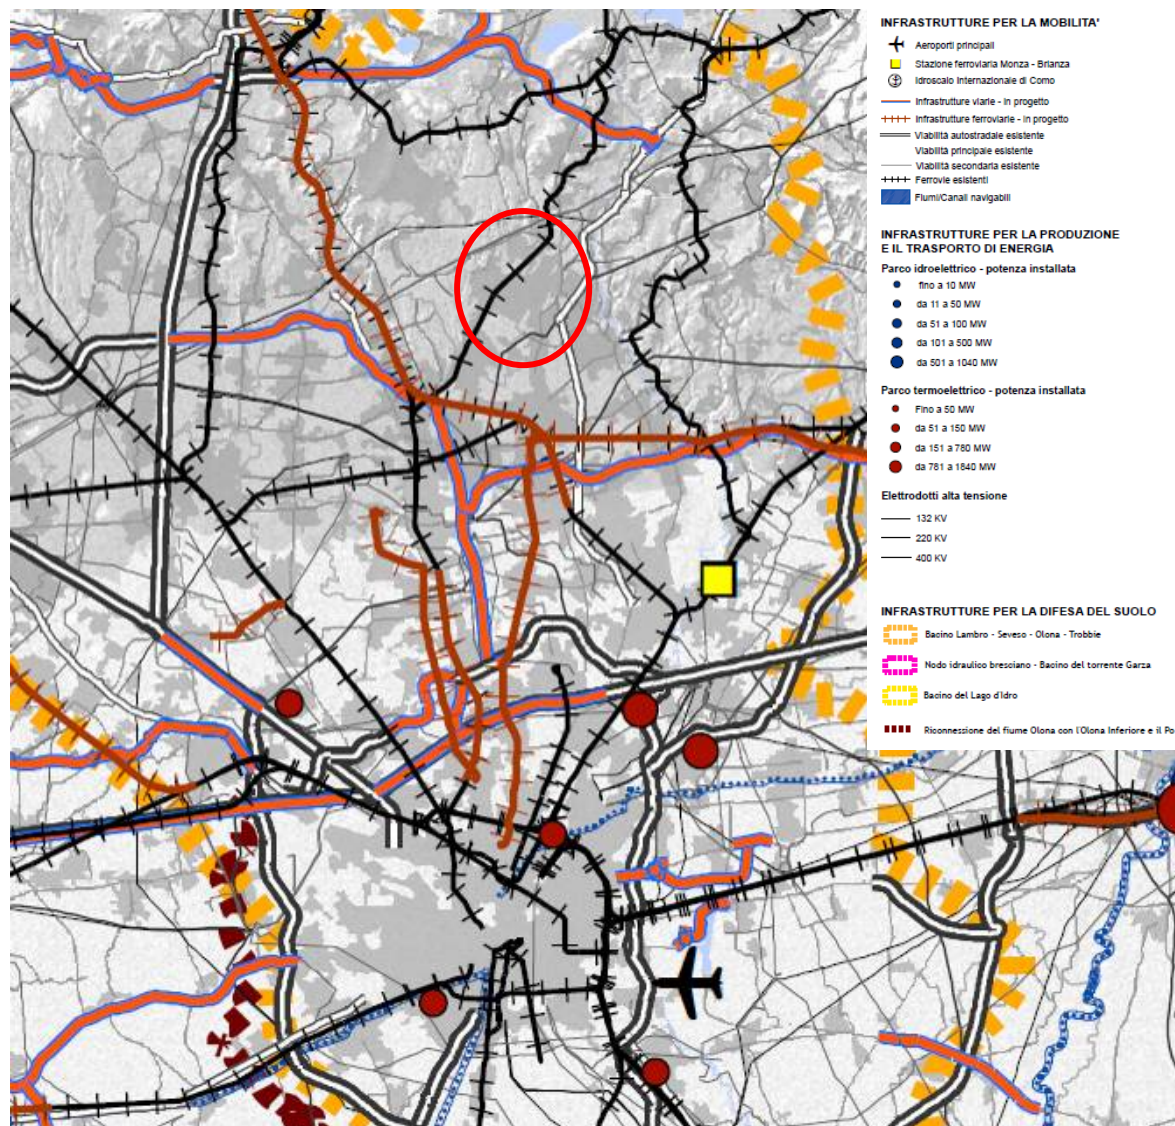 INFRASTRUTTURE PER LA MOBILITA'
Aeroporti principali
Stazione ferroviaria Monza - Brianza
Idroscalo Internazionale di Como
Infrastrutture viarie - in progetto
Infrastrutture ferroviarie - in progetto
Viabilità autostradale esistente
Viabilità principale esistente
Viabilità secondaria esistente
Ferrovie esistenti
Fiumi/Canali navigabili
INFRASTRUTTURE PER LA PRODUZIONE
E IL TRASPORTO DI ENERGIA
Parco idroelettrico - potenza installata
fino a 10 MW
da 11 a 50 MW
da 51 a 100 MW
da 101 a 500 MW
da 501 a 1040 MW
Parco termoelettrico - potenza installata
Fino a 50 MW
da 51 a 150 MW
da 151 a 780 MW
da 781 a 1840 MW
Elettrodotti alta tensione
132 KV
220 KV
400 KV
INFRASTRUTTURE PER LA DIFESA DEL SUOLO
Bacino Lambro - Seveso - Olona - Trobbie
Nodo idraulico bresciano - Bacino del torrente Garza
Bacino del Lago d'Idro
Riconnessione del fiume Olona con l'Olona Inferiore e il Po